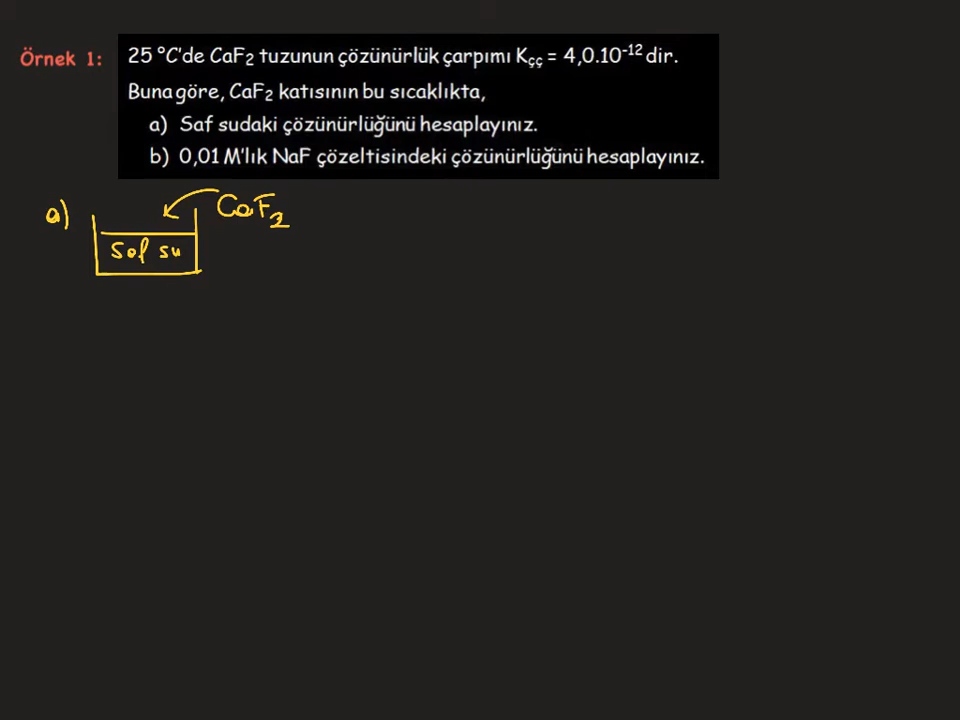 Örnek 1: 25 °C'de CaF₂ tuzunun çözünürlük çarpımı Kçç = 4,0.10⁻¹² dir.
Buna göre, CaF₂ katısının bu sıcaklıkta,
a) Saf sudaki çözünürlüğünü hesaplayınız.
b) 0,01 M'lık NaF çözeltisindeki çözünürlüğünü hesaplayınız.
a) CaF₂
Saf su